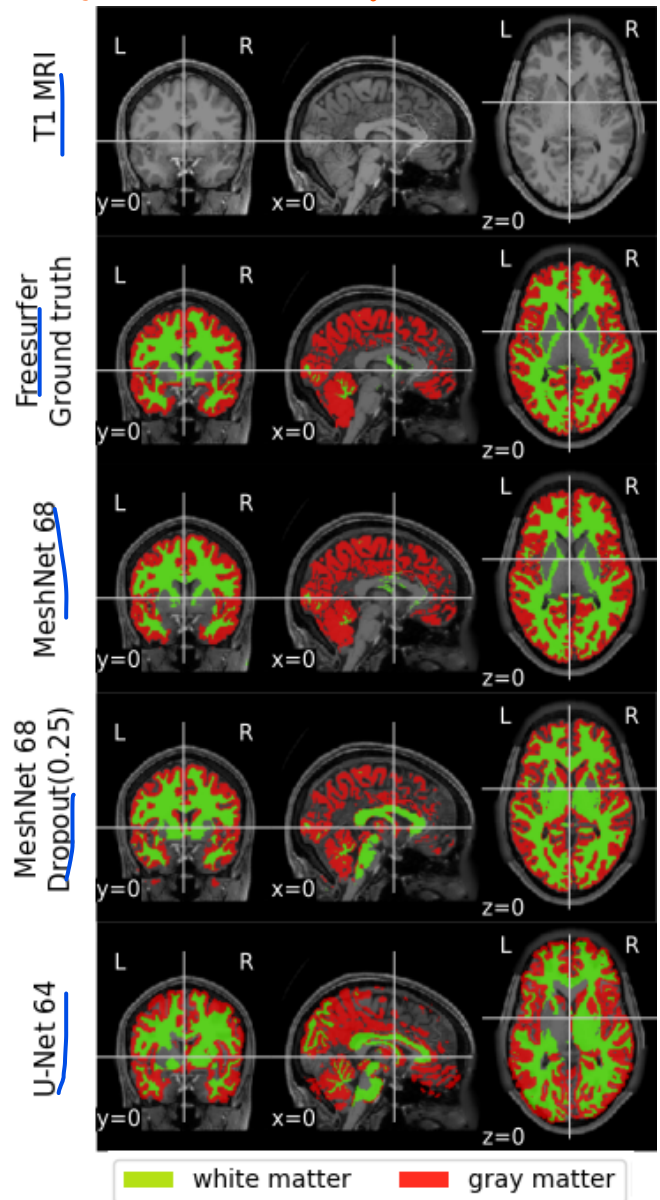 T1 MRI
L R
y=0
x=0
L R
z=0
Freesurfer
Ground truth
L R
y=0
x=0
L R
z=0
MeshNet 68
L R
y=0
x=0
L R
z=0
MeshNet 68
Dropout(0.25)
L R
y=0
x=0
L R
z=0
U-Net 64
L R
y=0
x=0
L R
z=0
white matter gray matter